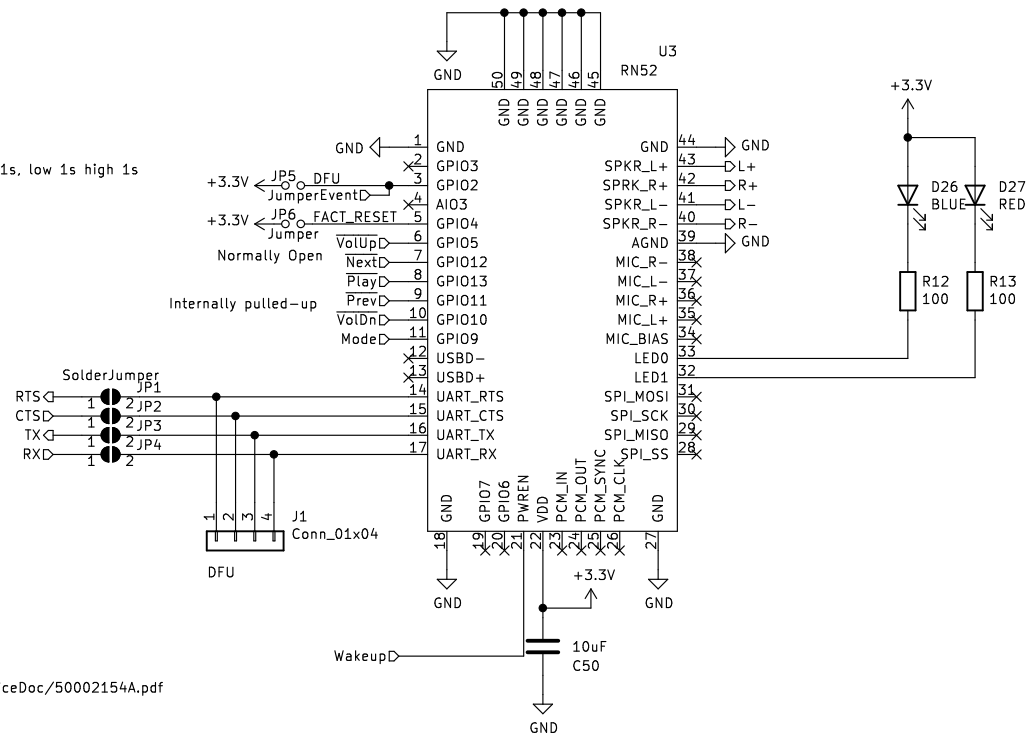 U3
RN52
GND
50
49
48
47
46
45
GND
GND
GND
GND
GND
GND
+3.3V
1s, low 1s high 1s
GND
1
GND
GND
44
GND
2
GPIO3
SPKR_L+
43
L+
+3.3V
JP5
DFU
3
GPIO2
SPRK_R+
42
R+
D26
BLUE
D27
RED
JumperEvent
4
AIO3
SPKR_L-
41
L-
+3.3V
JP6
FACT_RESET
5
GPIO4
SPKR_R-
40
R-
Jumper
VolUp
6
GPIO5
AGND
39
GND
Normally Open
Next
7
GPIO12
MIC_R-
38
Play
8
GPIO13
MIC_L-
37
R12
100
R13
100
Internally pulled-up
Prev
9
GPIO11
MIC_R+
36
VolDn
10
GPIO10
MIC_L+
35
Mode
11
GPIO9
MIC_BIAS
34
12
USBD-
LED0
33
13
USBD+
LED1
32
SolderJumper
RTS
1
2
JP1
14
UART_RTS
SPI_MOSI
31
CTS
1
2
JP2
15
UART_CTS
SPI_SCK
30
TX
1
2
JP3
16
UART_TX
SPI_MISO
29
RX
1
2
JP4
17
UART_RX
SPI_SS
28
GND
GPIO7
GPIO6
PWREN
VDD
PCM_IN
PCM_OUT
PCM_SYNC
PCM_CLK
GND
1
2
3
4
J1
Conn_01x04
DFU
18
19
20
21
22
23
24
25
26
27
GND
+3.3V
GND
Wakeup
10uF
C50
GND
ceDoc/50002154A.pdf